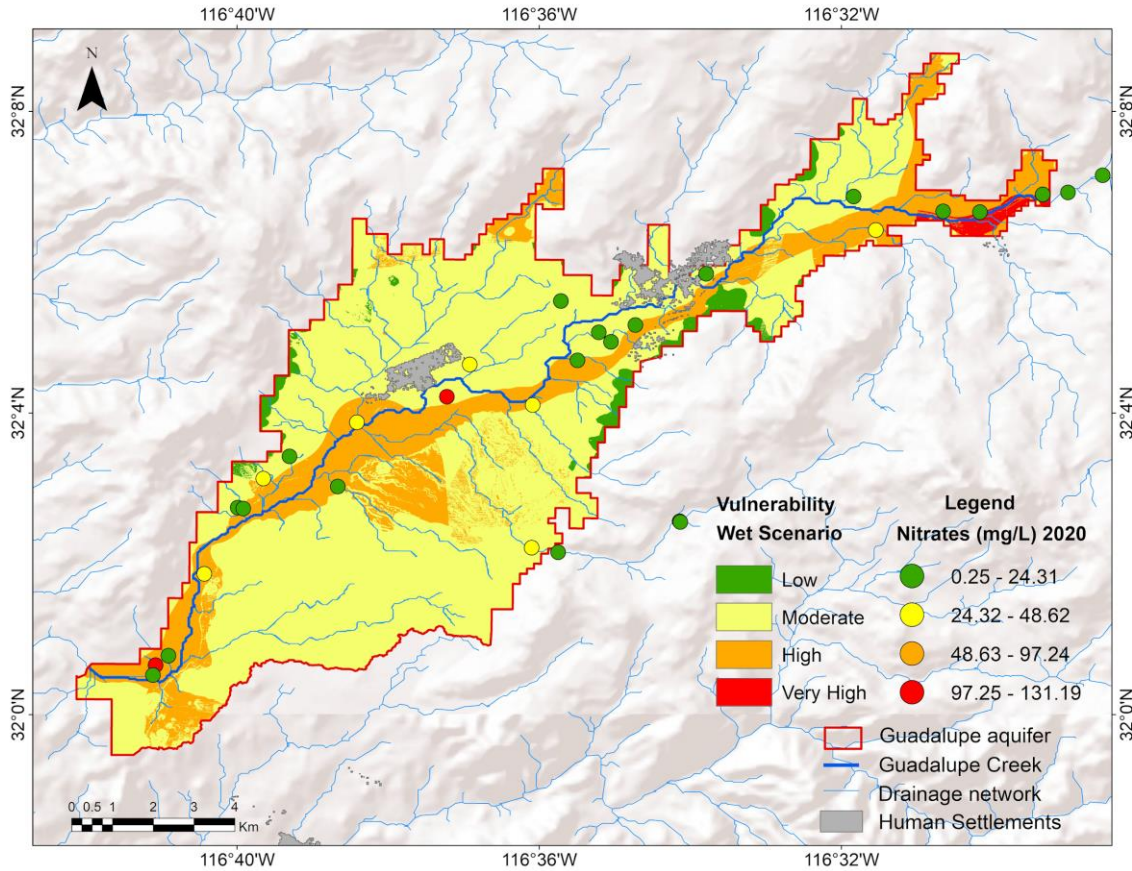 116°40'W 116°36'W 116°32'W
N
32°8'N 32°8'N
32°4'N 32°4'N
32°0'N 32°0'N
Vulnerability
Wet Scenario
Low
Moderate
High
Very High
Legend
Nitrates (mg/L) 2020
0.25 - 24.31
24.32 - 48.62
48.63 - 97.24
97.25 - 131.19
Guadalupe aquifer
Guadalupe Creek
Drainage network
Human Settlements
0 0.5 1 2 3 4
Km
116°40'W 116°36'W 116°32'W